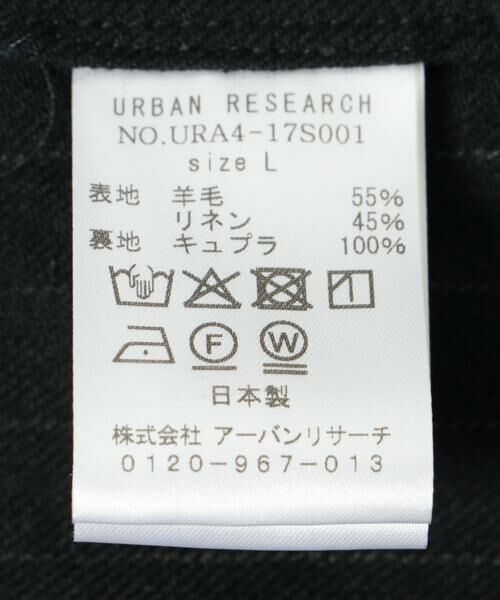 URBAN RESEARCH
NO.URA4-17S001
size L
表地 羊毛 55%
リネン 45%
裏地 キュプラ 100%
F W
日本製
株式会社 アーバンリサーチ
0120-967-013